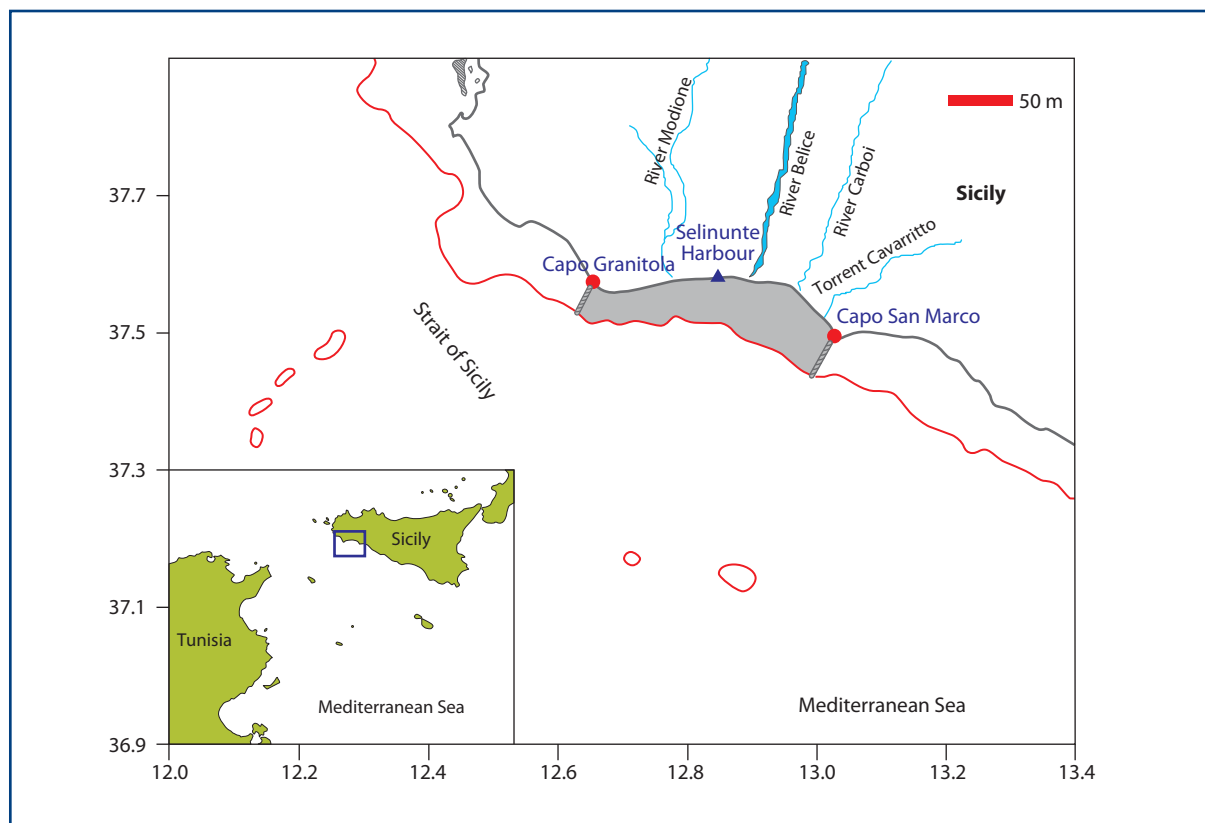 50 m
River Modione
River Belice
River Carboi
Sicily
37.7
Selinunte
Harbour
Torrent Cavarritto
Capo Granitola
Capo San Marco
37.5
Strait of Sicily
37.3
Sicily
37.1
Tunisia
Mediterranean Sea
Mediterranean Sea
36.9
12.0
12.2
12.4
12.6
12.8
13.0
13.2
13.4